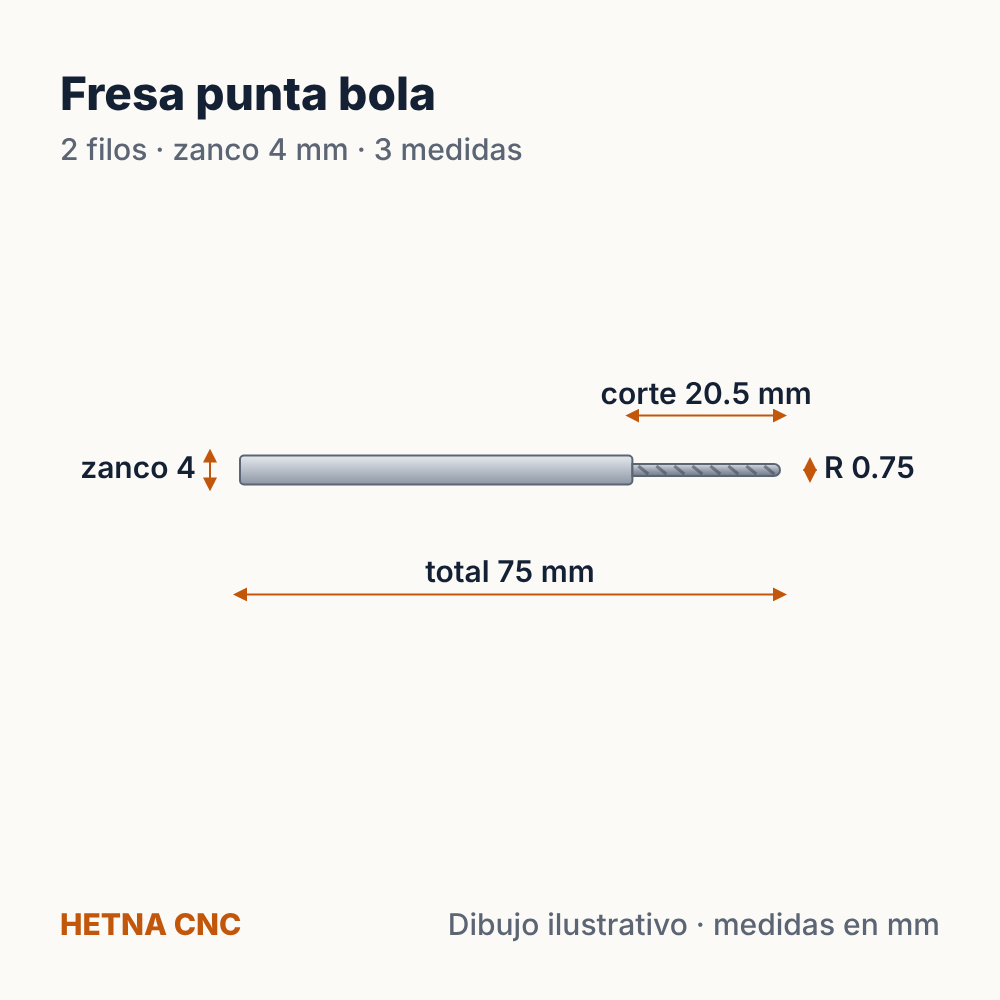 Fresa punta bola
2 filos · zanco 4 mm · 3 medidas
corte 20.5 mm
zanco 4
R 0.75
total 75 mm
HETNA CNC
Dibujo ilustrativo · medidas en mm